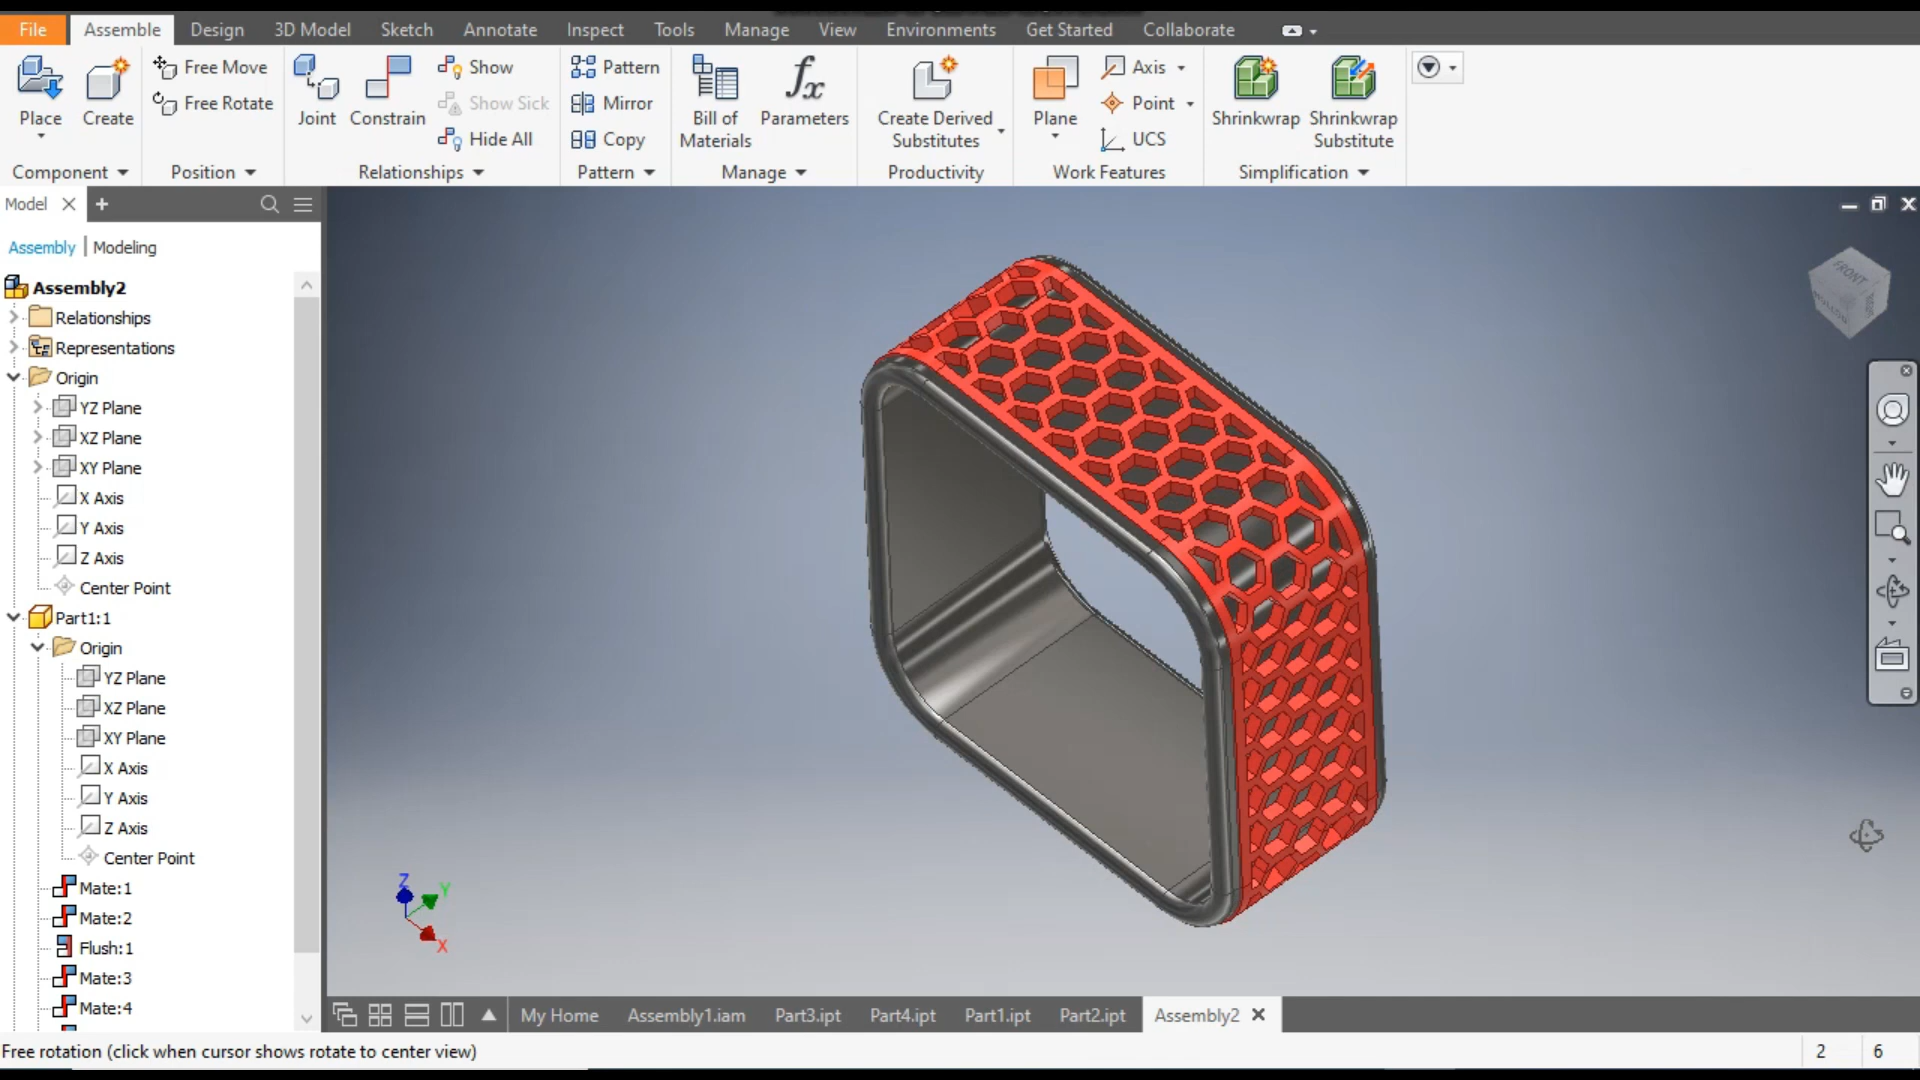 File Assemble Design 3D Model Sketch Annotate Inspect Tools Manage View Environments Get Started Collaborate
Place
Create
Component
Free Move
Free Rotate
Position
Joint
Constrain
Show
Show Sick
Hide All
Relationships
Pattern
Mirror
Copy
Pattern
Bill of
Materials
fx
Parameters
Manage
Create Derived
Substitutes
Productivity
Plane
Axis
Point
UCS
Work Features
Shrinkwrap
Shrinkwrap
Substitute
Simplification
Model
Assembly | Modeling
Assembly2
Relationships
Representations
Origin
YZ Plane
XZ Plane
XY Plane
X Axis
Y Axis
Z Axis
Center Point
Part1:1
Origin
YZ Plane
XZ Plane
XY Plane
X Axis
Y Axis
Z Axis
Center Point
Mate:1
Mate:2
Flush:1
Mate:3
Mate:4
FRONT
Z
Y
X
My Home Assembly1.iam Part3.ipt Part4.ipt Part1.ipt Part2.ipt Assembly2
Free rotation (click when cursor shows rotate to center view)
2 6